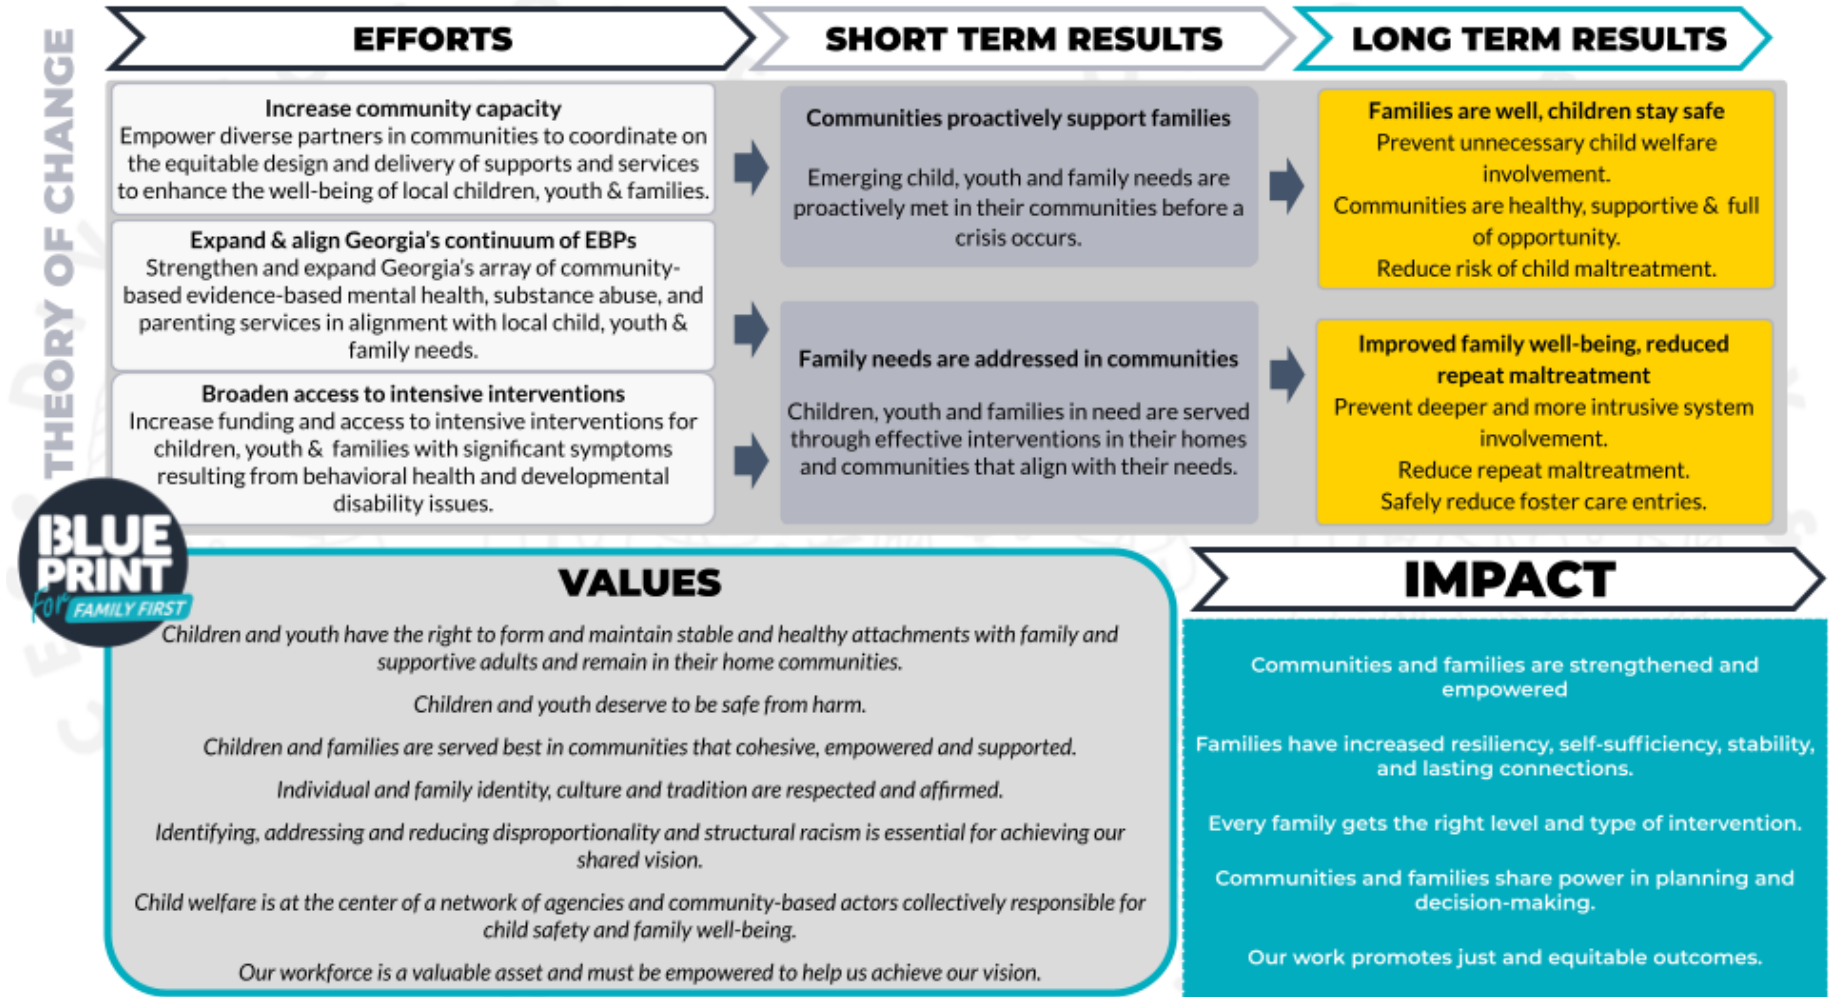 THEORY OF CHANGE
EFFORTS
SHORT TERM RESULTS
LONG TERM RESULTS
Increase community capacity
Empower diverse partners in communities to coordinate on
the equitable design and delivery of supports and services
to enhance the well-being of local children, youth & families.
Expand & align Georgia's continuum of EBPs
Strengthen and expand Georgia's array of community-
based evidence-based mental health, substance abuse, and
parenting services in alignment with local child, youth &
family needs.
Broaden access to intensive interventions
Increase funding and access to intensive interventions for
children, youth & families with significant symptoms
resulting from behavioral health and developmental
disability issues.
Communities proactively support families
Emerging child, youth and family needs are
proactively met in their communities before a
crisis occurs.
Family needs are addressed in communities
Children, youth and families in need are served
through effective interventions in their homes
and communities that align with their needs.
Families are well, children stay safe
Prevent unnecessary child welfare
involvement.
Communities are healthy, supportive & full
of opportunity.
Reduce risk of child maltreatment.
Improved family well-being, reduced
repeat maltreatment
Prevent deeper and more intrusive system
involvement.
Reduce repeat maltreatment.
Safely reduce foster care entries.
BLUE
PRINT
for FAMILY FIRST
VALUES
Children and youth have the right to form and maintain stable and healthy attachments with family and
supportive adults and remain in their home communities.
Children and youth deserve to be safe from harm.
Children and families are served best in communities that cohesive, empowered and supported.
Individual and family identity, culture and tradition are respected and affirmed.
Identifying, addressing and reducing disproportionality and structural racism is essential for achieving our
shared vision.
Child welfare is at the center of a network of agencies and community-based actors collectively responsible for
child safety and family well-being.
Our workforce is a valuable asset and must be empowered to help us achieve our vision.
IMPACT
Communities and families are strengthened and
empowered
Families have increased resiliency, self-sufficiency, stability,
and lasting connections.
Every family gets the right level and type of intervention.
Communities and families share power in planning and
decision-making.
Our work promotes just and equitable outcomes.